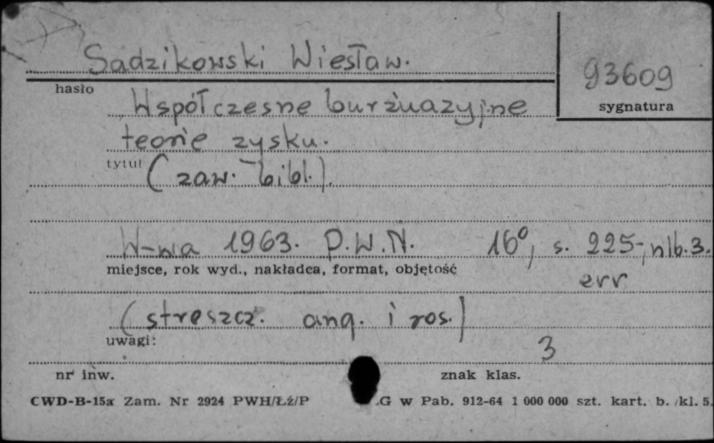 Sadzikowski Wiesław.
93609
hasło
sygnatura
Współczesne burżuazyjne
teorie zysku.
tytuł
(zaw. bibl.).
W-wa 1963. P.W.N. 16°, s. 225-, nlb. 3.
miejsce, rok wyd., nakładca, format, objętość
err
(streszcz. ang. i ros.)
uwagi:
3
nr inw.
znak klas.
CWD-B-15a Zam. Nr 2924 PWH/Łź/P .G w Pab. 912-64 1 000 000 szt. kart. b. /kl. 5.